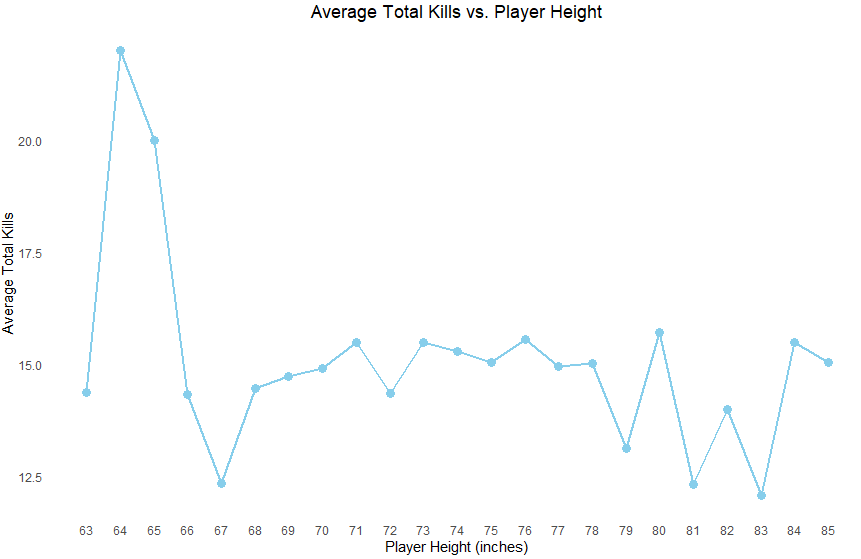 Average Total Kills vs. Player Height
Average Total Kills
20.0
17.5
15.0
12.5
63 64 65 66 67 68 69 70 71 72 73 74 75 76 77 78 79 80 81 82 83 84 85
Player Height (inches)